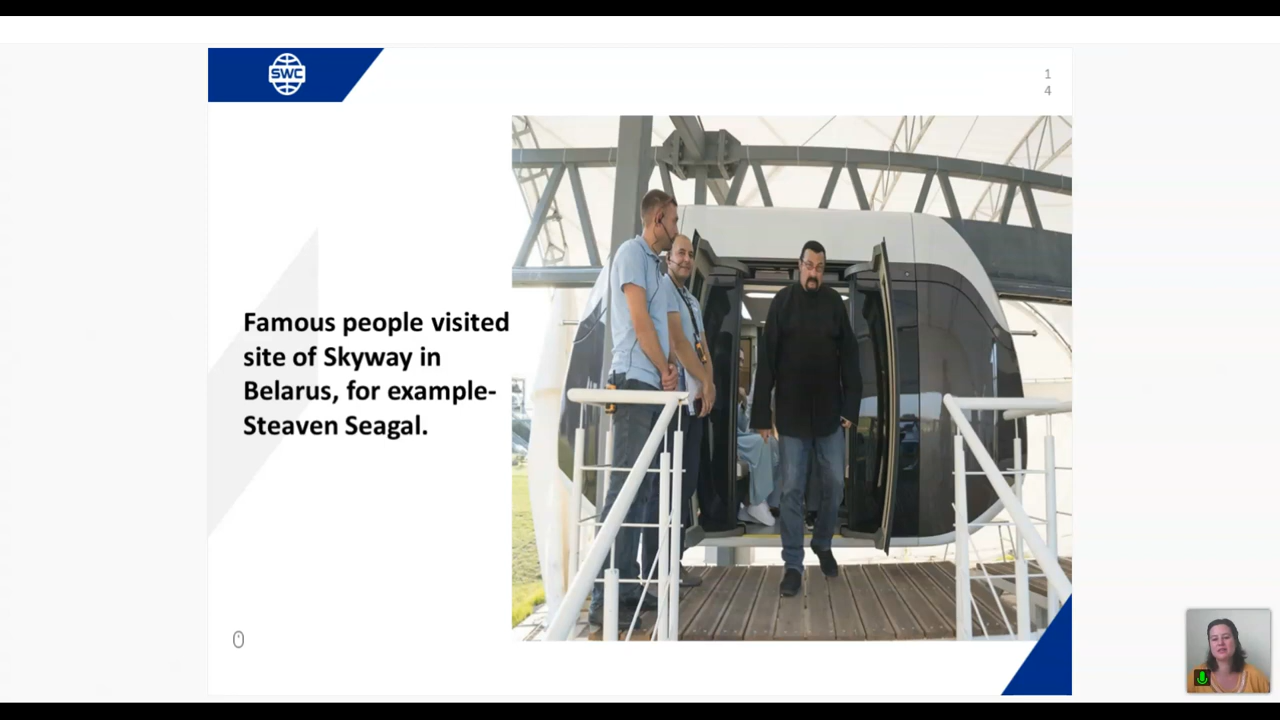 SWC
1
4
Famous people visited
site of Skyway in
Belarus, for example-
Steaven Seagal.